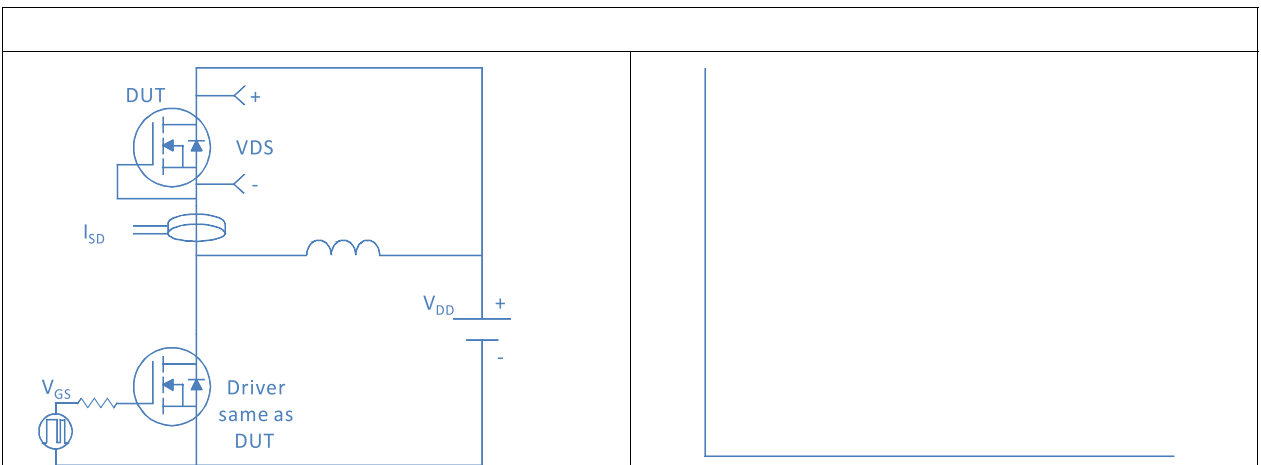 DUT
+
VDS
-
ISD
VDD
+
-
VGS
Driver
same as
DUT